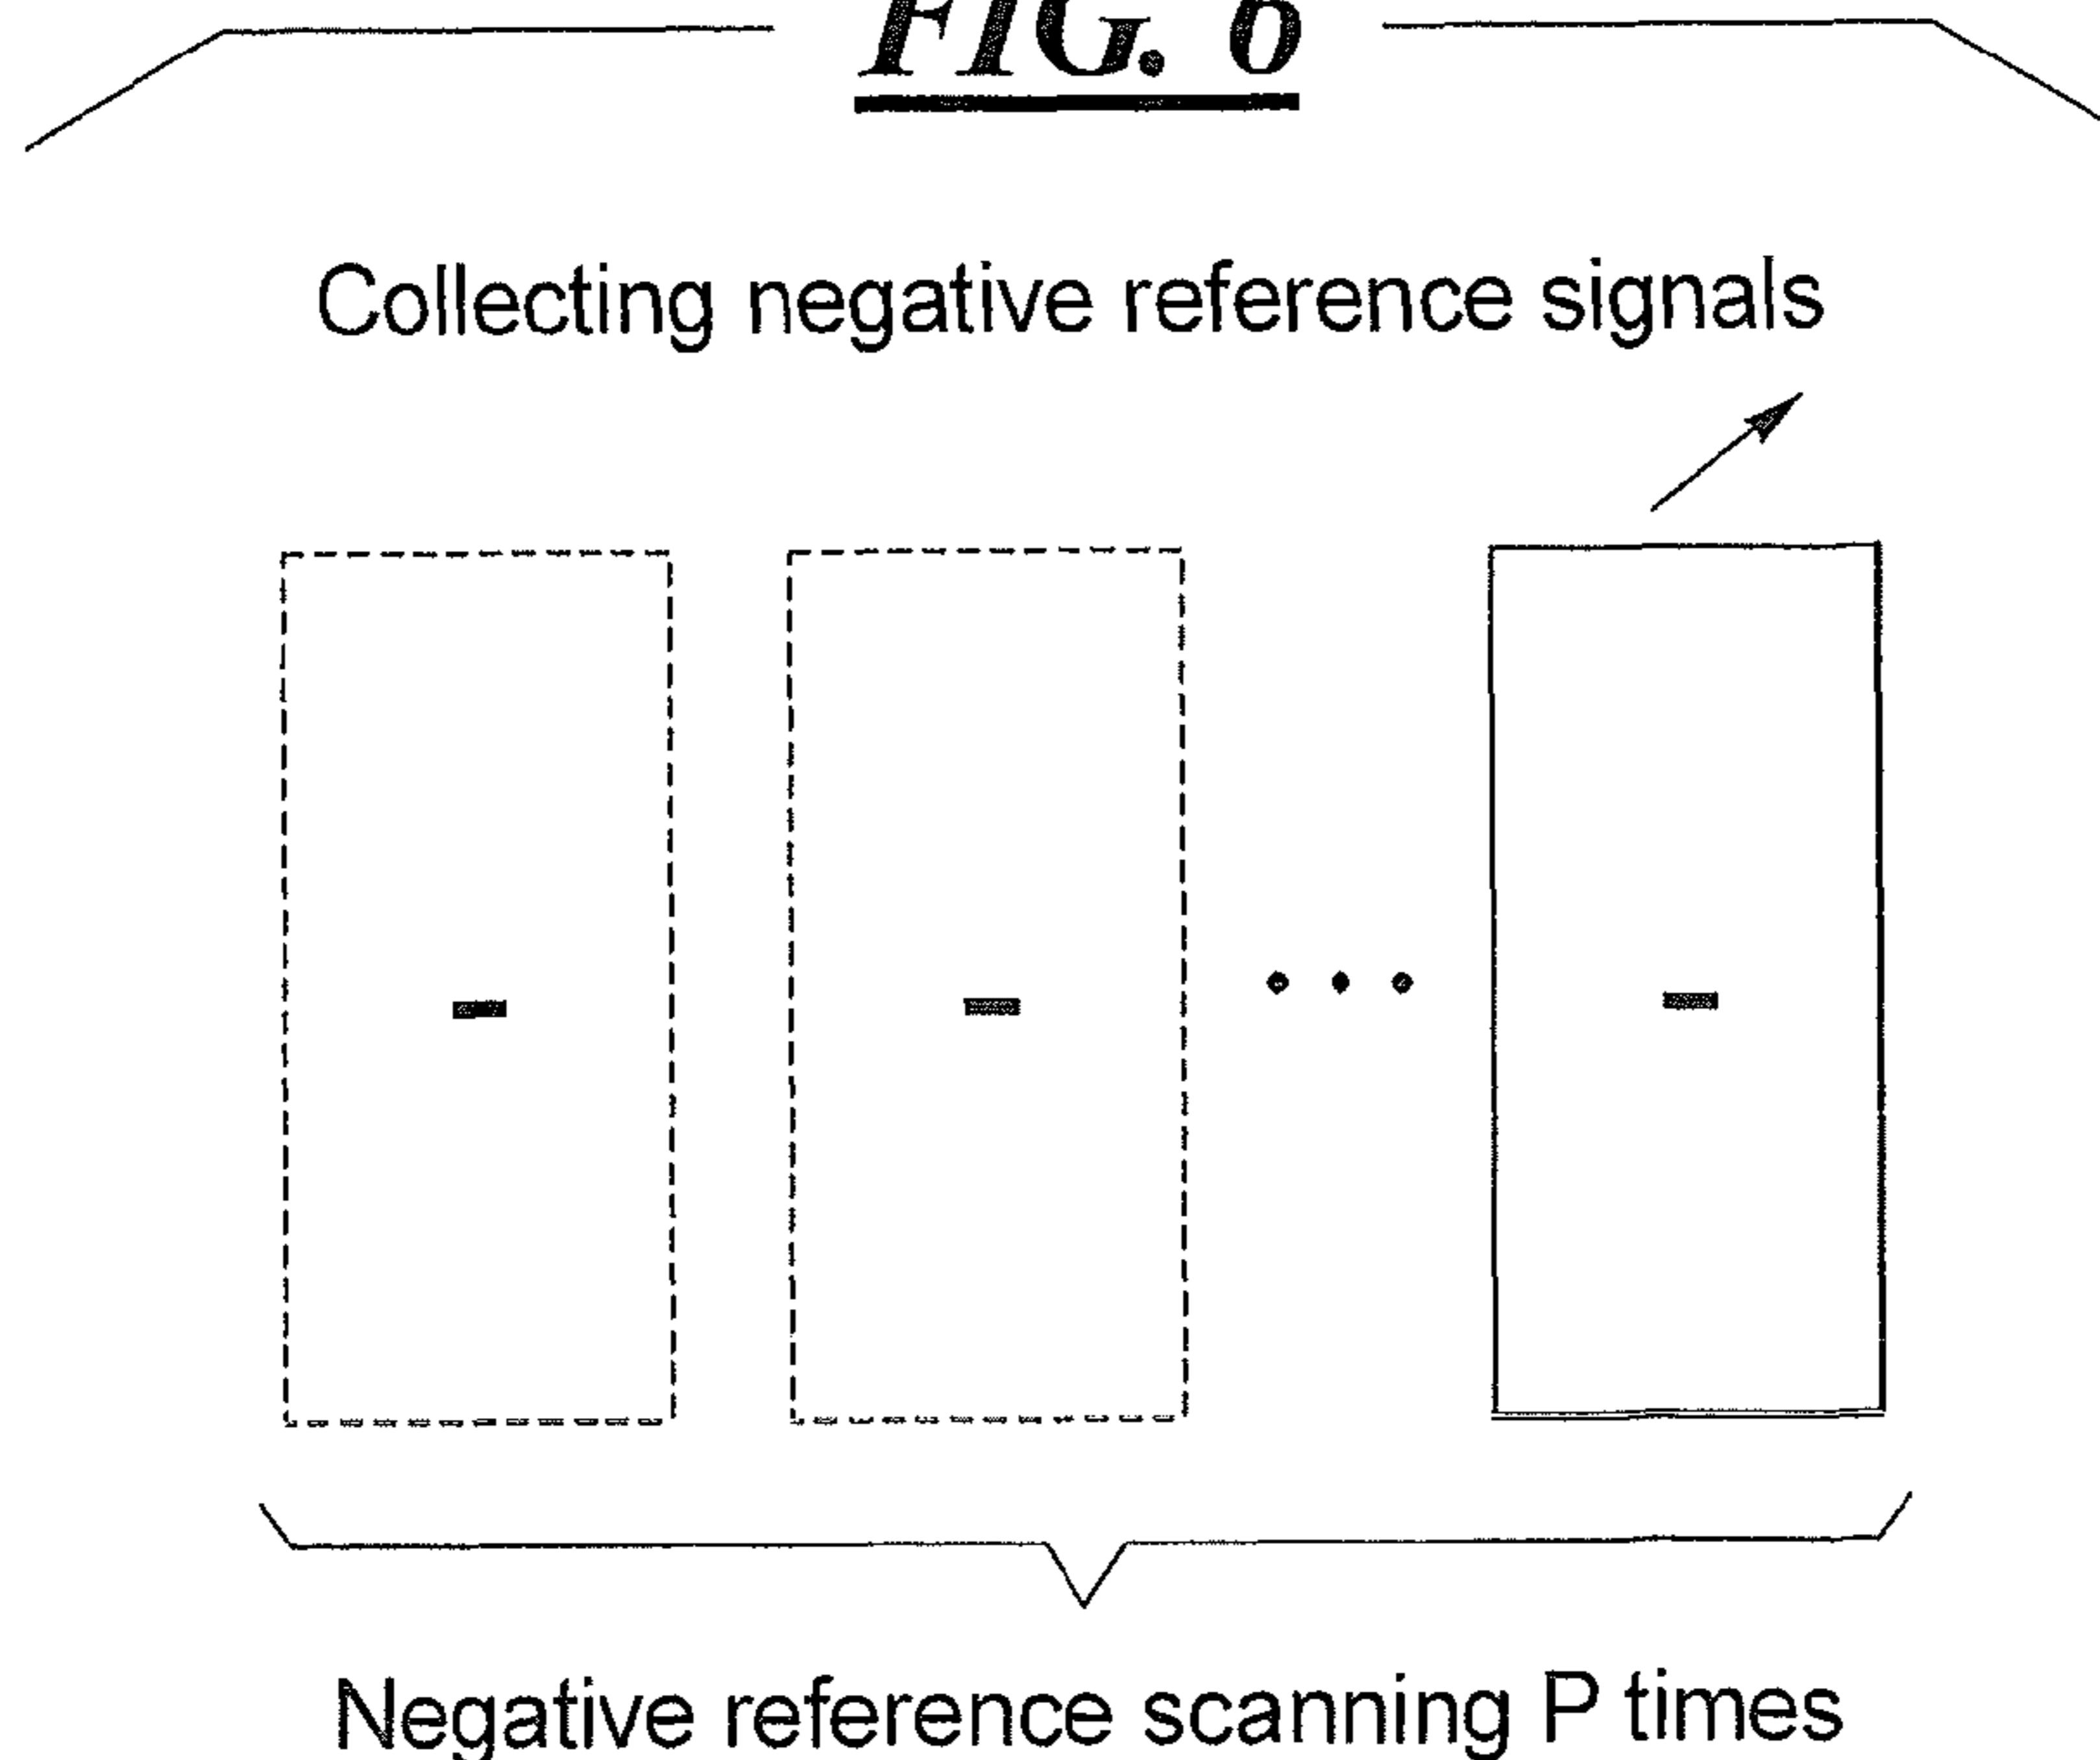 FIG. 6
Collecting negative reference signals
- - • • • -
Negative reference scanning P times